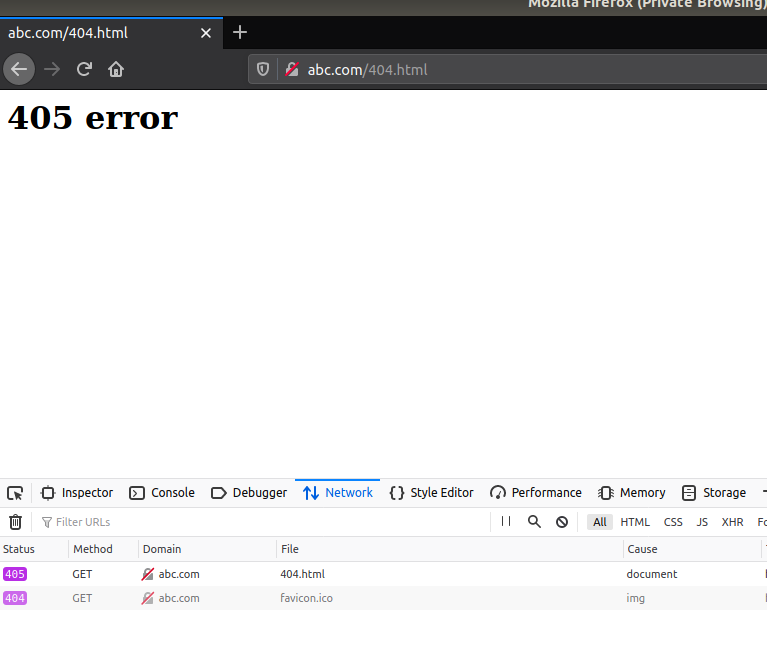 Mozilla Firefox (Private Browsing)
abc.com/404.html
abc.com/404.html
405 error
Inspector Console Debugger Network Style Editor Performance Memory Storage
Filter URLs All HTML CSS JS XHR
Status Method Domain File Cause
405 GET abc.com 404.html document
404 GET abc.com favicon.ico img